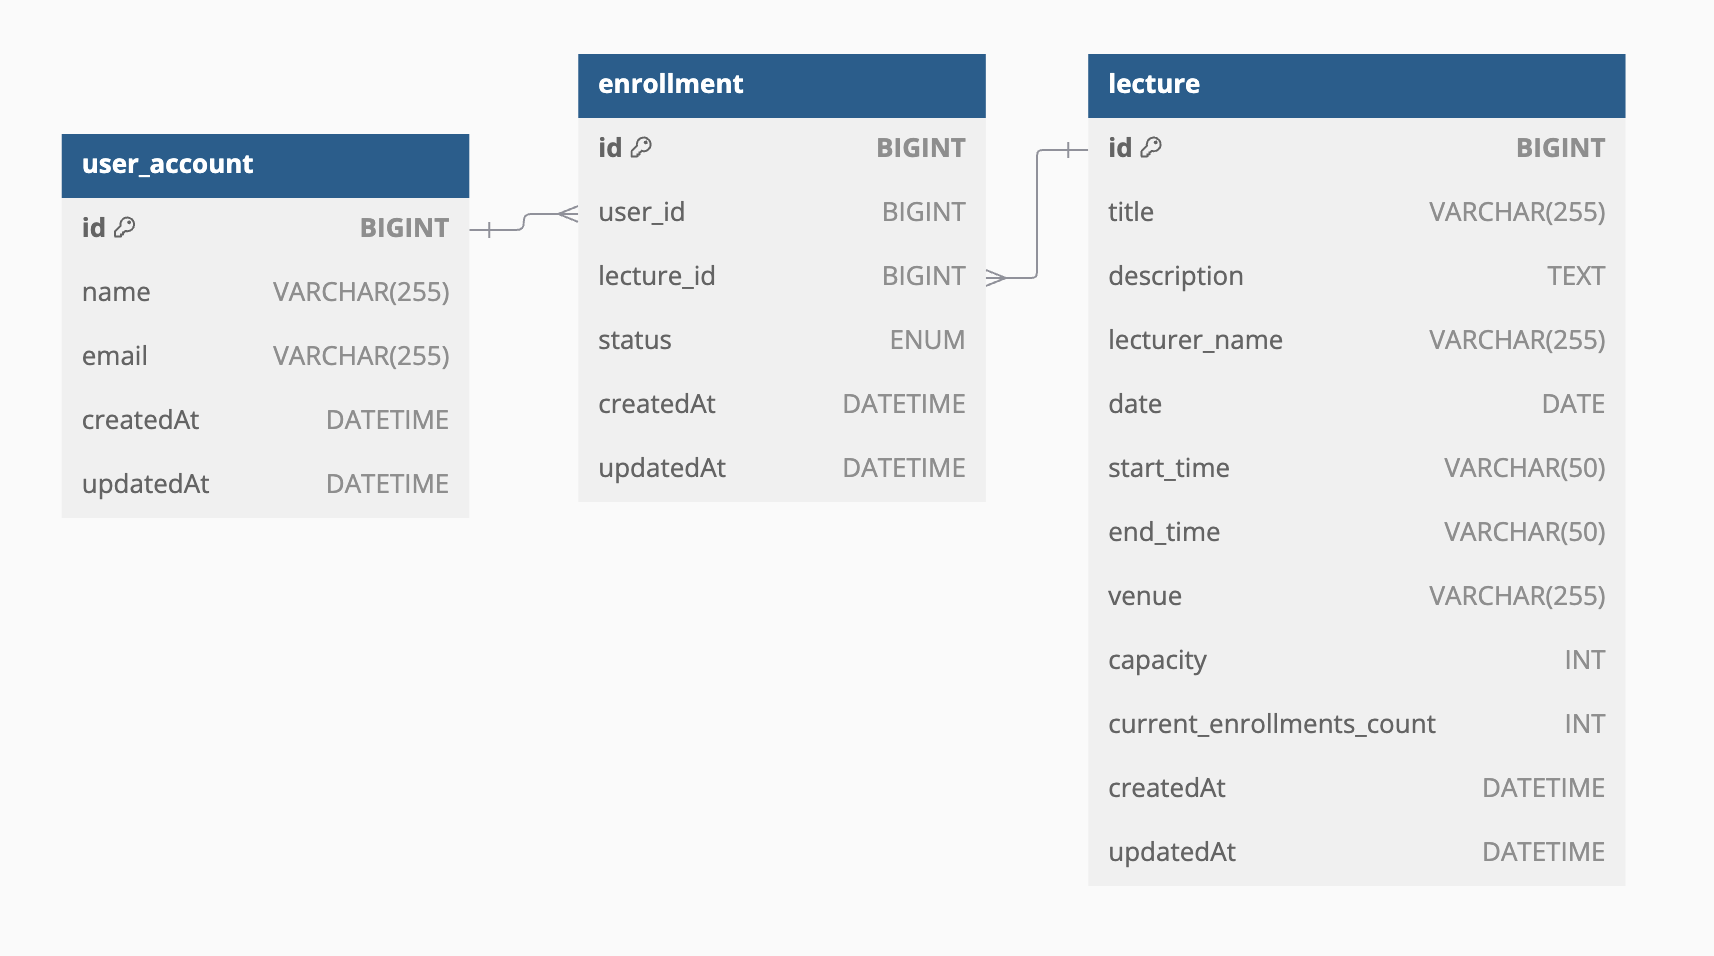 user_account
id BIGINT
name VARCHAR(255)
email VARCHAR(255)
createdAt DATETIME
updatedAt DATETIME
enrollment
id BIGINT
user_id BIGINT
lecture_id BIGINT
status ENUM
createdAt DATETIME
updatedAt DATETIME
lecture
id BIGINT
title VARCHAR(255)
description TEXT
lecturer_name VARCHAR(255)
date DATE
start_time VARCHAR(50)
end_time VARCHAR(50)
venue VARCHAR(255)
capacity INT
current_enrollments_count INT
createdAt DATETIME
updatedAt DATETIME